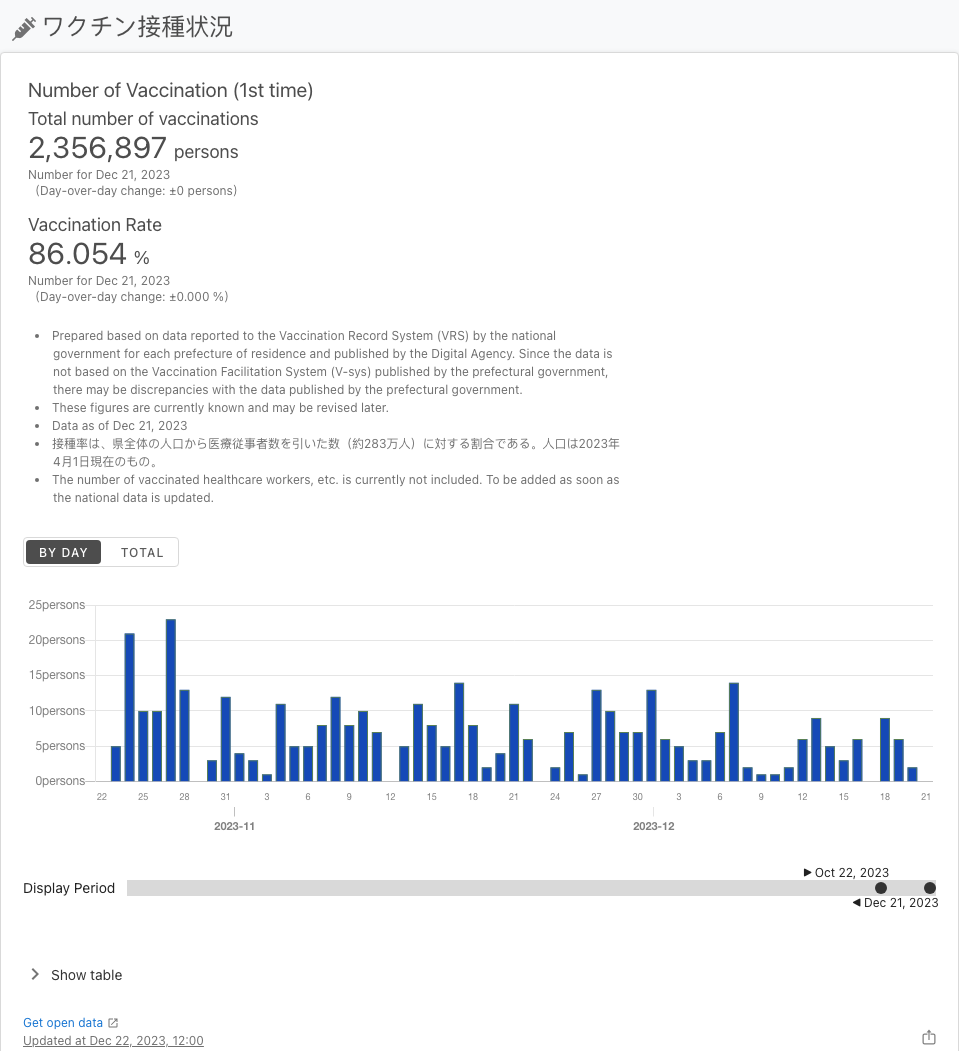 ワクチン接種状況
Number of Vaccination (1st time)
Total number of vaccinations
2,356,897 persons
Number for Dec 21, 2023
(Day-over-day change: ±0 persons)
Vaccination Rate
86.054 %
Number for Dec 21, 2023
(Day-over-day change: ±0.000 %)
• Prepared based on data reported to the Vaccination Record System (VRS) by the national
government for each prefecture of residence and published by the Digital Agency. Since the data is
not based on the Vaccination Facilitation System (V-sys) published by the prefectural government,
there may be discrepancies with the data published by the prefectural government.
• These figures are currently known and may be revised later.
• Data as of Dec 21, 2023
• 接種率は、県全体の人口から医療従事者数を引いた数（約283万人）に対する割合である。人口は2023年
4月1日現在のもの。
• The number of vaccinated healthcare workers, etc. is currently not included. To be added as soon as
the national data is updated.
BY DAY TOTAL
25persons
20persons
15persons
10persons
5persons
0persons
22 25 28 31 3 6 9 12 15 18 21 24 27 30 3 6 9 12 15 18 21
2023-11 2023-12
▶ Oct 22, 2023
Display Period
◀ Dec 21, 2023
Show table
Get open data
Updated at Dec 22, 2023, 12:00